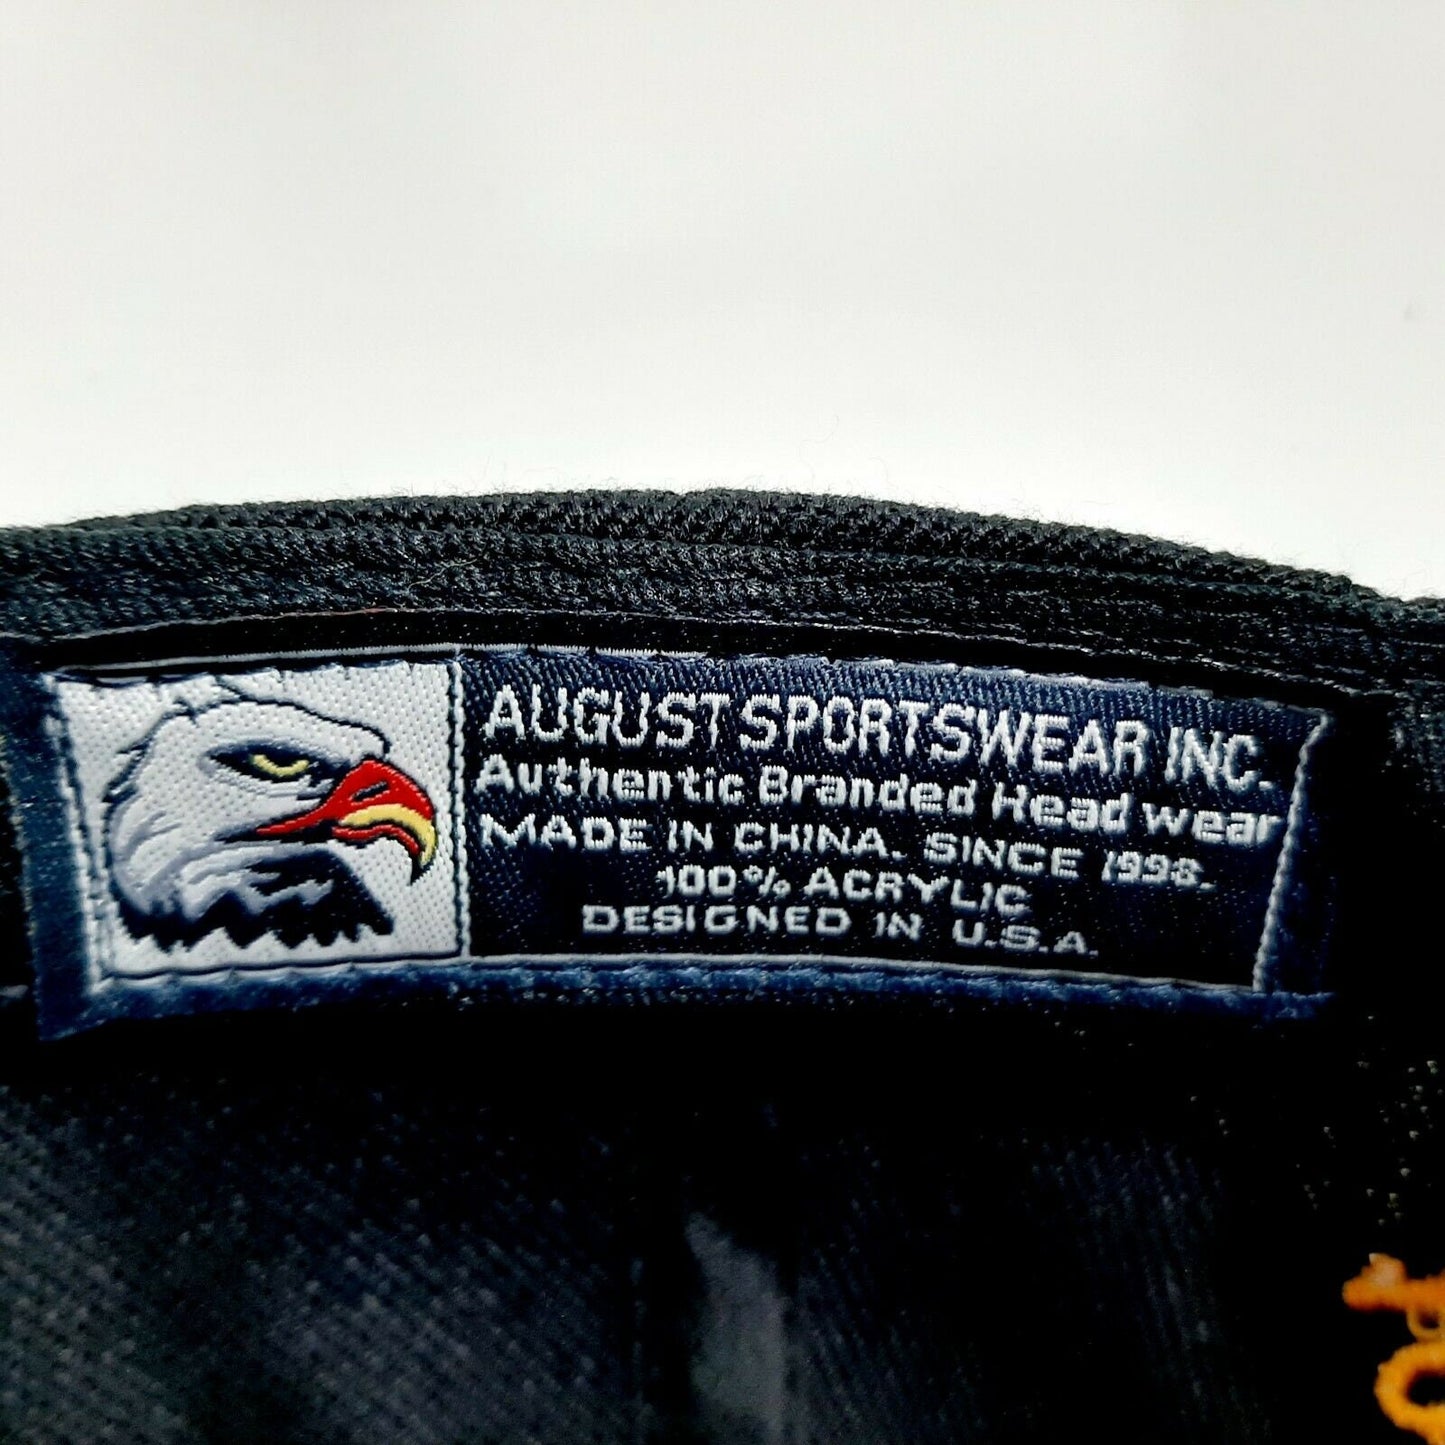 AUGUST SPORTSWEAR INC.
Authentic Branded Head wear
MADE IN CHINA. SINCE 1998.
100% ACRYLIC
DESIGNED IN U.S.A.